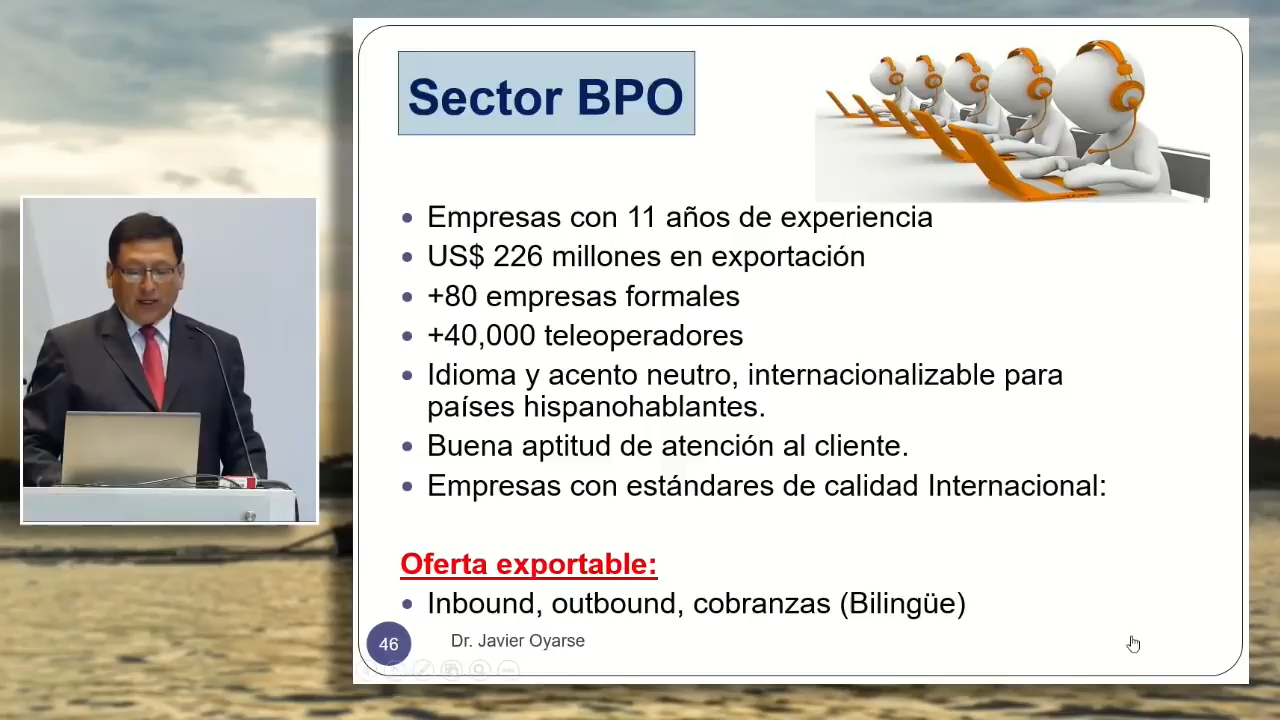 Sector BPO
Empresas con 11 años de experiencia
US$ 226 millones en exportación
+80 empresas formales
+40,000 teleoperadores
Idioma y acento neutro, internacionalizable para
países hispanohablantes.
Buena aptitud de atención al cliente.
Empresas con estándares de calidad Internacional:
Oferta exportable:
Inbound, outbound, cobranzas (Bilingüe)
46
Dr. Javier Oyarse